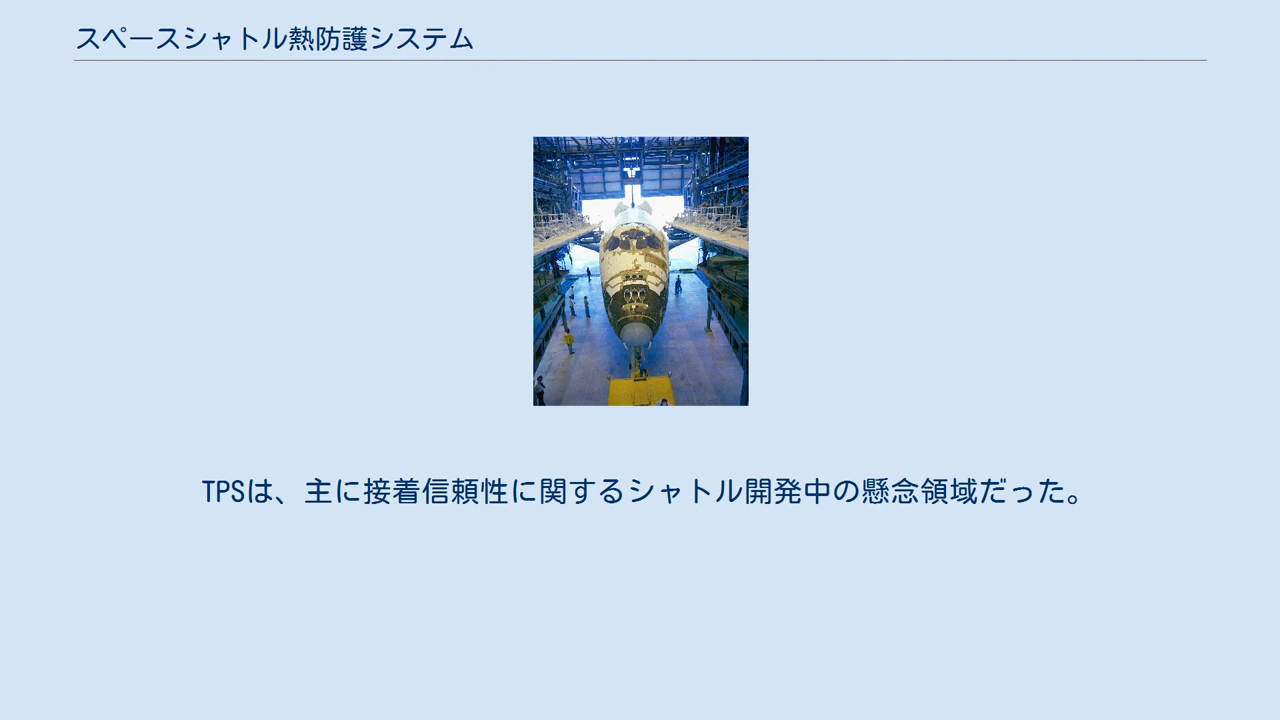 スペースシャトル熱防護システム
TPSは、主に接着信頼性に関するシャトル開発中の懸念領域だった。